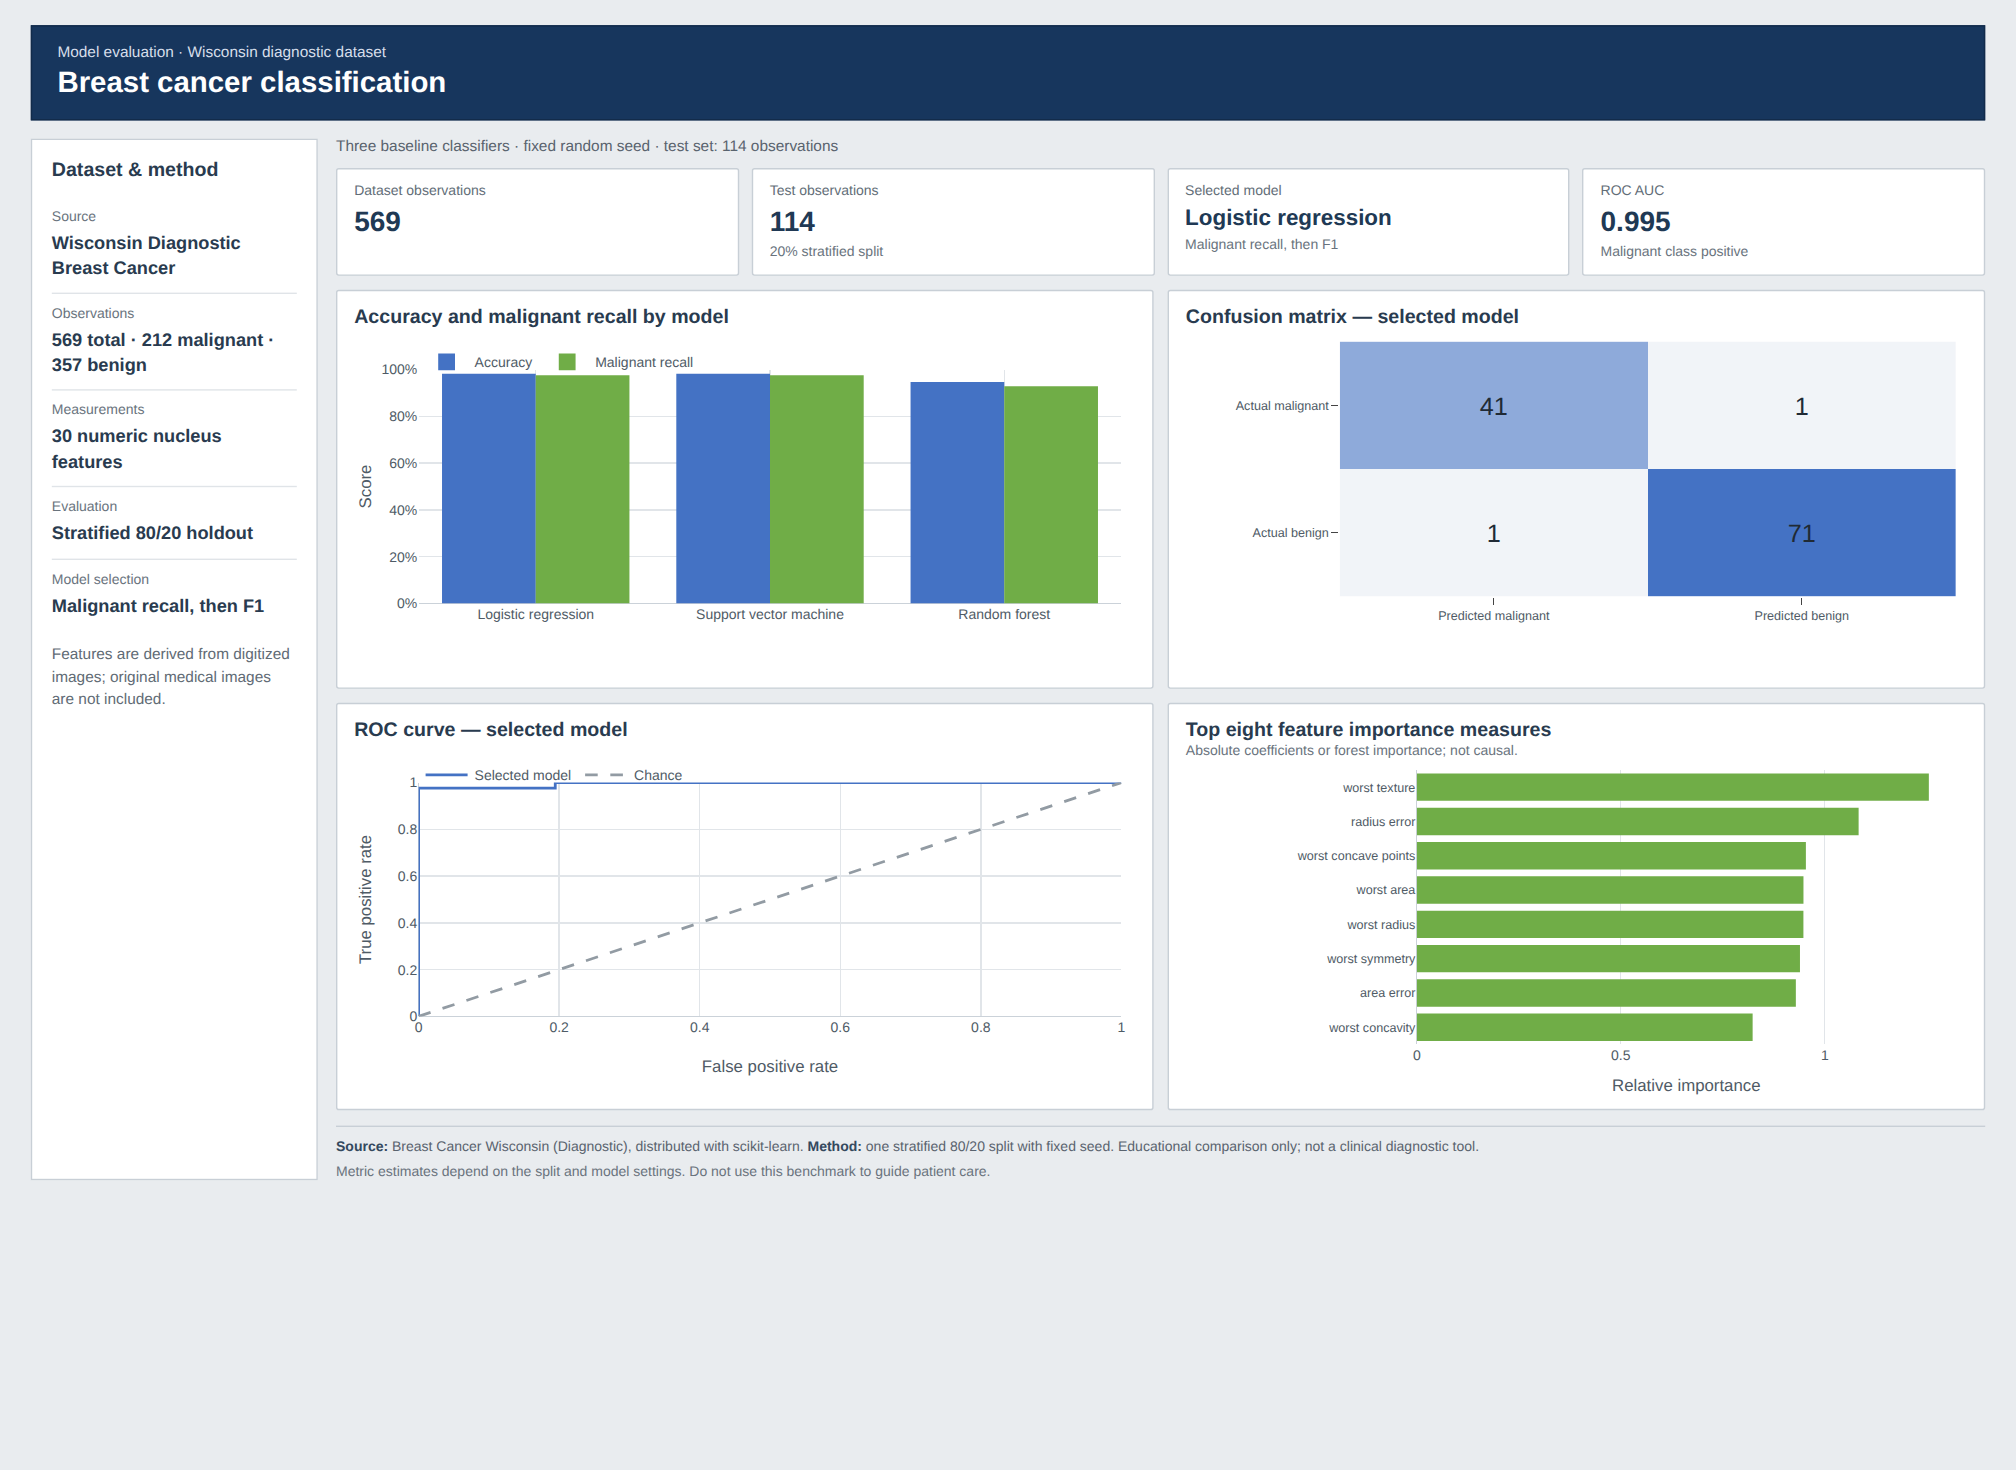 Model evaluation · Wisconsin diagnostic dataset
Breast cancer classification
Dataset & method
Source
Wisconsin Diagnostic
Breast Cancer
Observations
569 total · 212 malignant ·
357 benign
Measurements
30 numeric nucleus
features
Evaluation
Stratified 80/20 holdout
Model selection
Malignant recall, then F1
Features are derived from digitized
images; original medical images
are not included.
Three baseline classifiers · fixed random seed · test set: 114 observations
Dataset observations
569
Test observations
114
20% stratified split
Selected model
Logistic regression
Malignant recall, then F1
ROC AUC
0.995
Malignant class positive
Accuracy and malignant recall by model
Accuracy
Malignant recall
100%
80%
60%
40%
20%
0%
Score
Logistic regression
Support vector machine
Random forest
Confusion matrix — selected model
Actual malignant
41
1
Actual benign
1
71
Predicted malignant
Predicted benign
ROC curve — selected model
Selected model
Chance
1
0.8
0.6
0.4
0.2
0
True positive rate
0
0.2
0.4
0.6
0.8
1
False positive rate
Top eight feature importance measures
Absolute coefficients or forest importance; not causal.
worst texture
radius error
worst concave points
worst area
worst radius
worst symmetry
area error
worst concavity
0
0.5
1
Relative importance
Source: Breast Cancer Wisconsin (Diagnostic), distributed with scikit-learn. Method: one stratified 80/20 split with fixed seed. Educational comparison only; not a clinical diagnostic tool.
Metric estimates depend on the split and model settings. Do not use this benchmark to guide patient care.